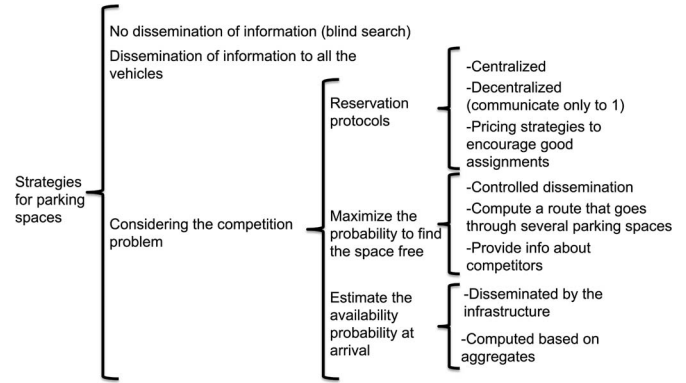 Strategies
for parking
spaces
No dissemination of information (blind search)
Dissemination of information to all the
vehicles
Considering the competition
problem
Reservation
protocols
-Centralized
-Decentralized
(communicate only to 1)
-Pricing strategies to
encourage good
assignments
Maximize the
probability to find
the space free
-Controlled dissemination
-Compute a route that goes
through several parking spaces
-Provide info about
competitors
Estimate the
availability
probability at
arrival
-Disseminated by the
infrastructure
-Computed based on
aggregates